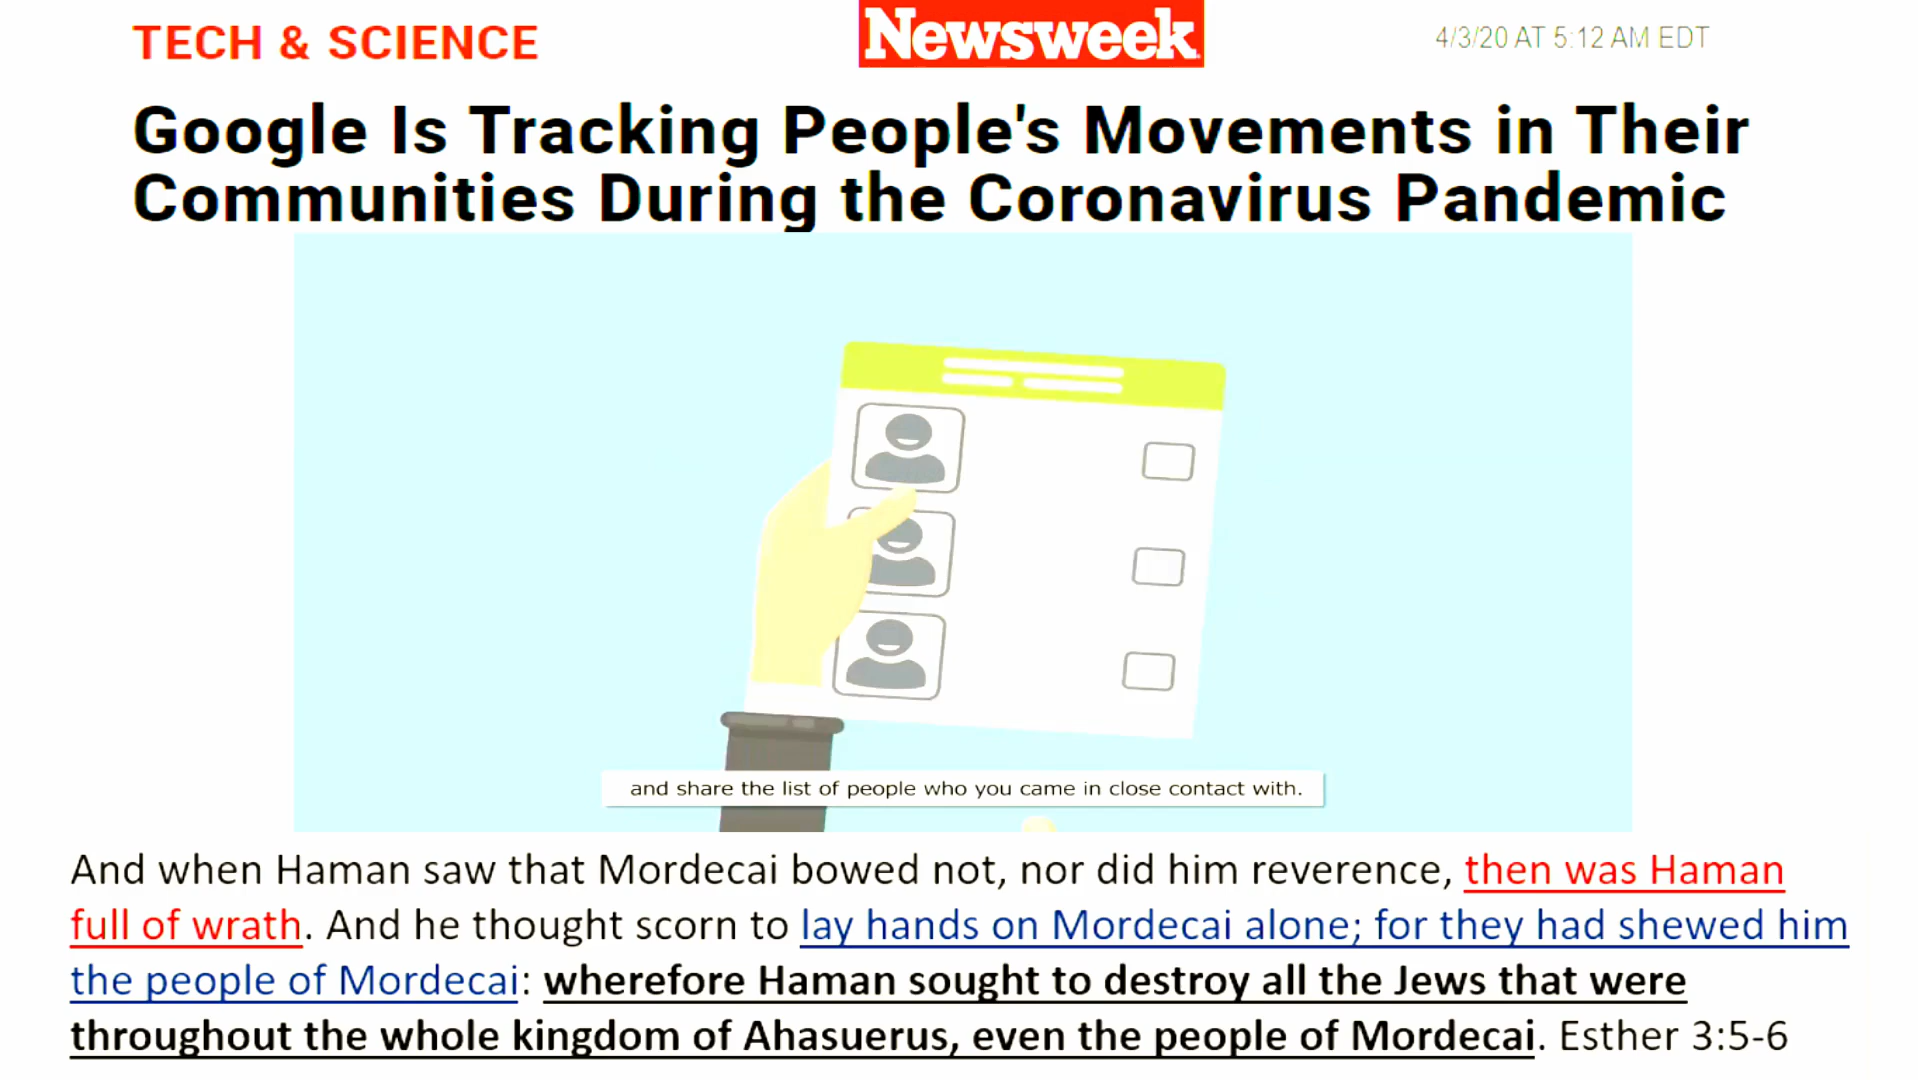 TECH & SCIENCE
Newsweek
4/3/20 AT 5:12 AM EDT
Google Is Tracking People's Movements in Their
Communities During the Coronavirus Pandemic
and share the list of people who you came in close contact with.
And when Haman saw that Mordecai bowed not, nor did him reverence, then was Haman
full of wrath. And he thought scorn to lay hands on Mordecai alone; for they had shewed him
the people of Mordecai: wherefore Haman sought to destroy all the Jews that were
throughout the whole kingdom of Ahasuerus, even the people of Mordecai. Esther 3:5-6